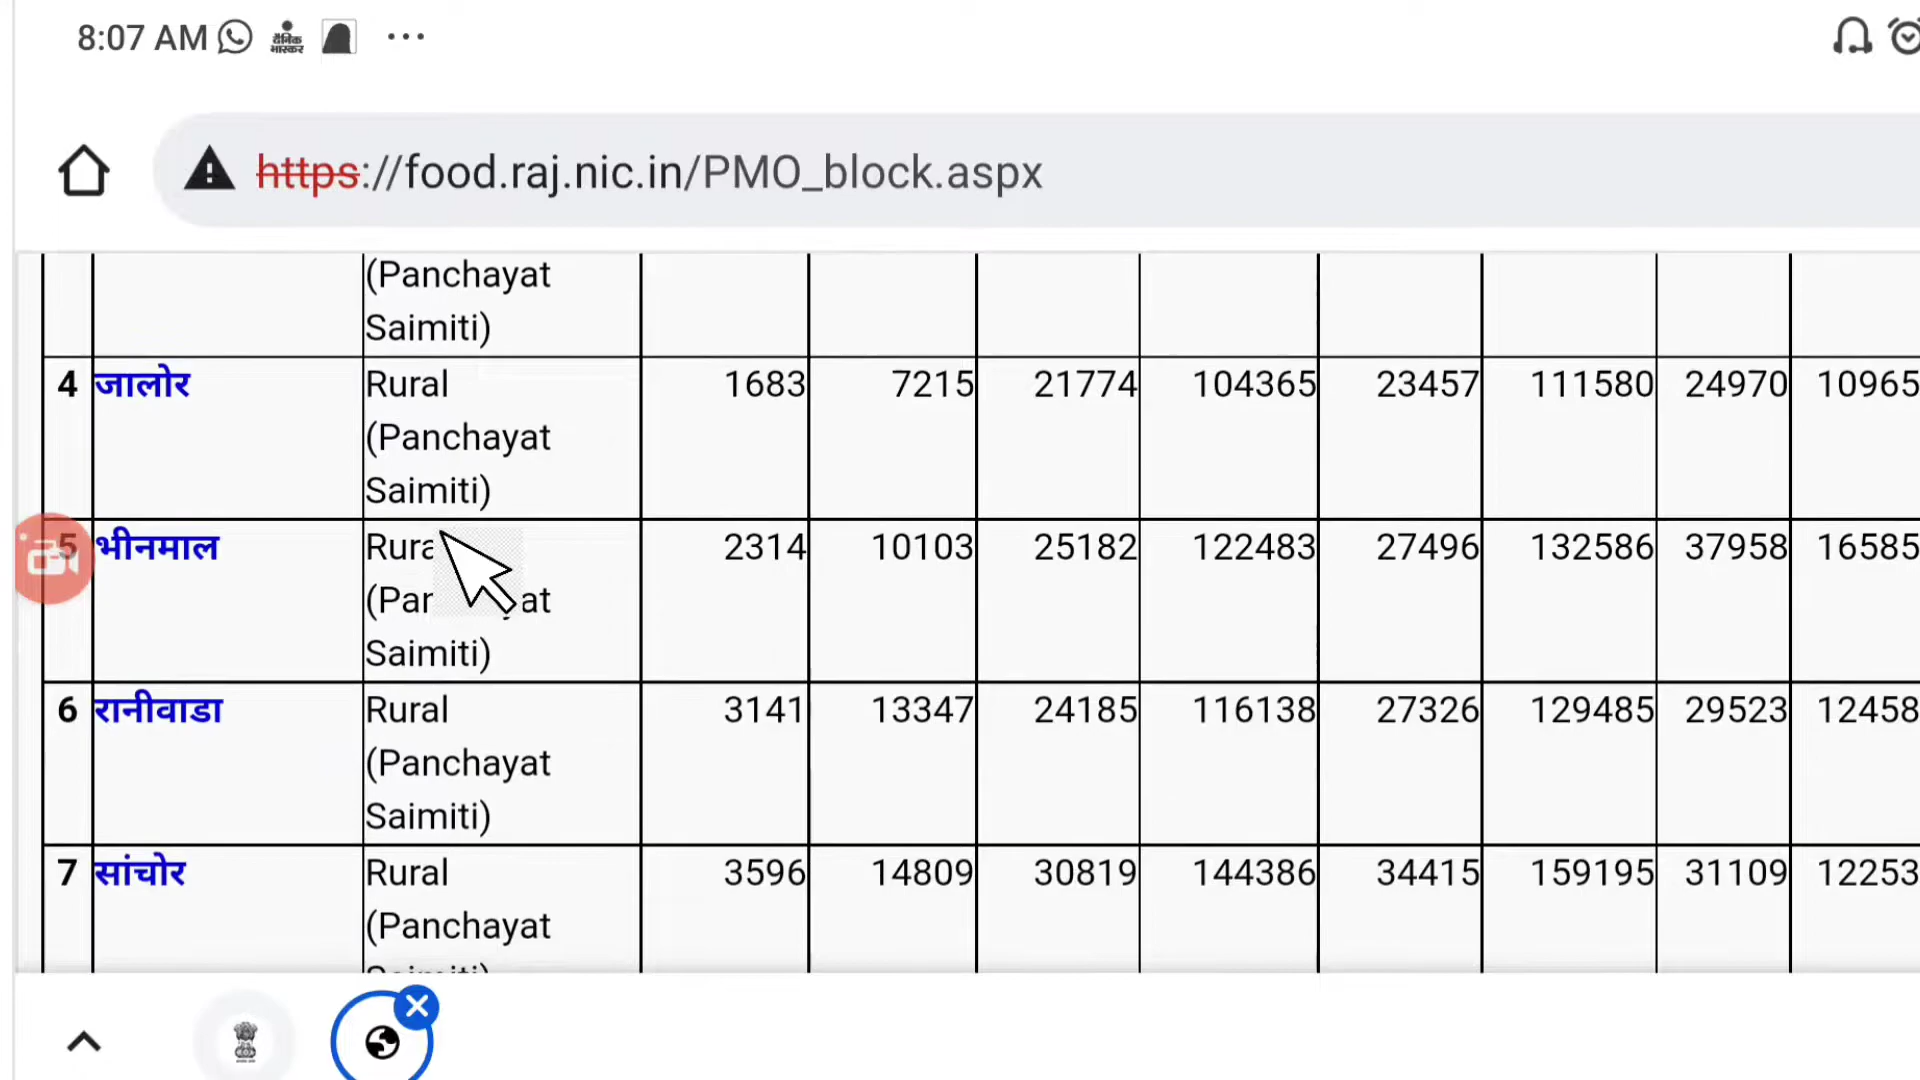 8:07 AM दैनिक भास्कर ...
https://food.raj.nic.in/PMO_block.aspx
(Panchayat
Saimiti)
4 जालोर Rural 1683 7215 21774 104365 23457 111580 24970 10965
(Panchayat
Saimiti)
5 भीनमाल 2314 10103 25182 122483 27496 132586 37958 16585
Saimiti)
6 रानीवाडा Rural 3141 13347 24185 116138 27326 129485 29523 12458
(Panchayat
Saimiti)
7 सांचोर Rural 3596 14809 30819 144386 34415 159195 31109 12253
(Panchayat